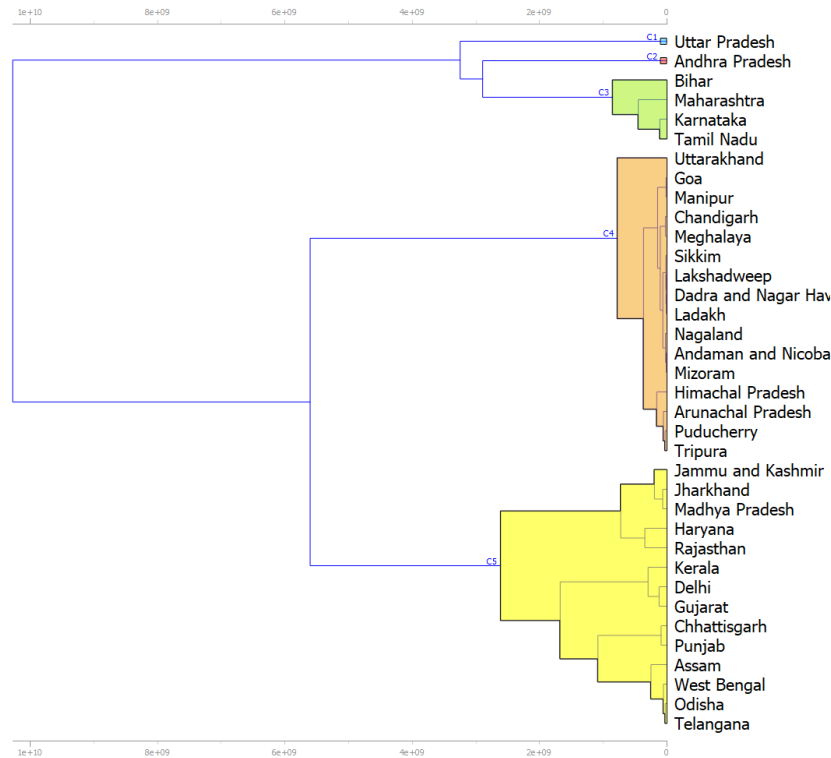 1e+10 8e+09 6e+09 4e+09 2e+09 0
C1 Uttar Pradesh
C2 Andhra Pradesh
Bihar
C3 Maharashtra
Karnataka
Tamil Nadu
Uttarakhand
Goa
Manipur
Chandigarh
C4 Meghalaya
Sikkim
Lakshadweep
Dadra and Nagar Hav
Ladakh
Nagaland
Andaman and Nicoba
Mizoram
Himachal Pradesh
Arunachal Pradesh
Puducherry
Tripura
Jammu and Kashmir
Jharkhand
Madhya Pradesh
Haryana
Rajasthan
C5 Kerala
Delhi
Gujarat
Chhattisgarh
Punjab
Assam
West Bengal
Odisha
Telangana
1e+10 8e+09 6e+09 4e+09 2e+09 0